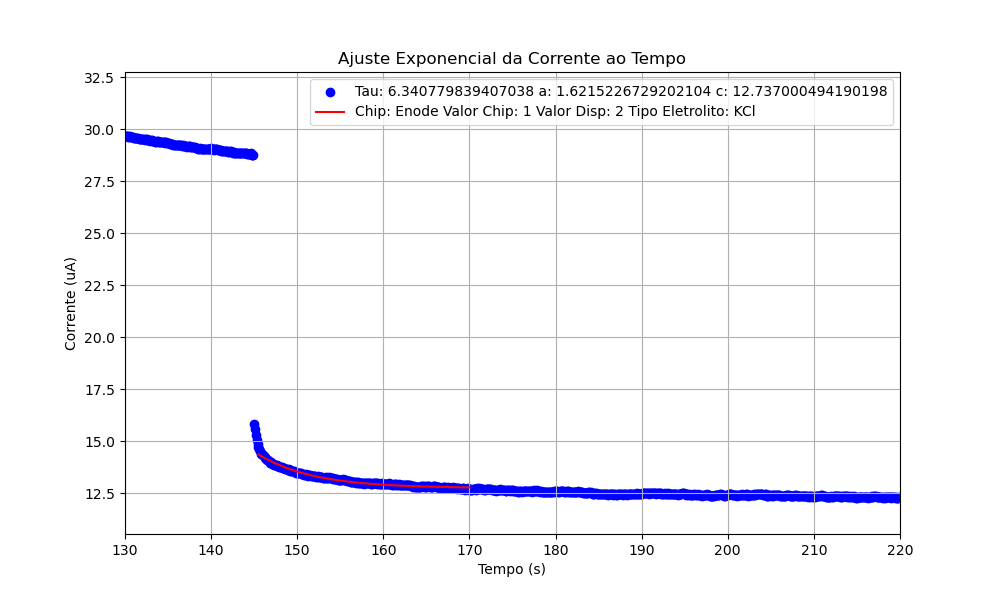 Ajuste Exponencial da Corrente ao Tempo
Tau: 6.340779839407038 a: 1.6215226729202104 c: 12.737000494190198
Chip: Enode Valor Chip: 1 Valor Disp: 2 Tipo Eletrolito: KCl
Corrente (uA)
32.5
30.0
27.5
25.0
22.5
20.0
17.5
15.0
12.5
130 140 150 160 170 180 190 200 210 220
Tempo (s)